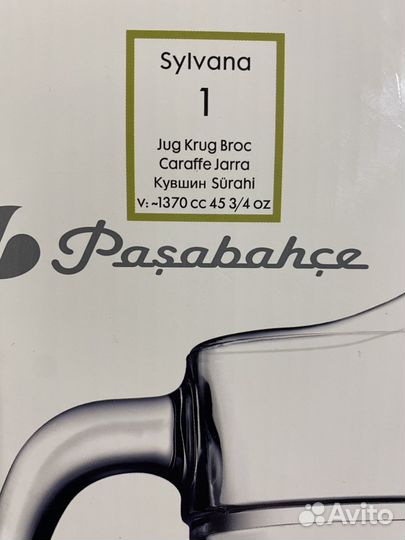 Sylvana
1
Jug Krug Broc
Caraffe Jarra
Кувшин Sürahi
v: ~1370 cc 45 3/4 oz
Paşabahçe
Avito